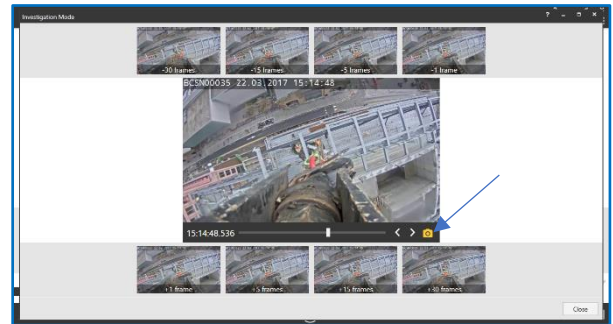 Investigation Mode
-30 frames
-15 frames
-5 frames
-1 frame
BCSN00035 22.03\2017 15:14:48
15:14:48.536
+1 frame
+5 frames
+15 frames
+30 frames
Close